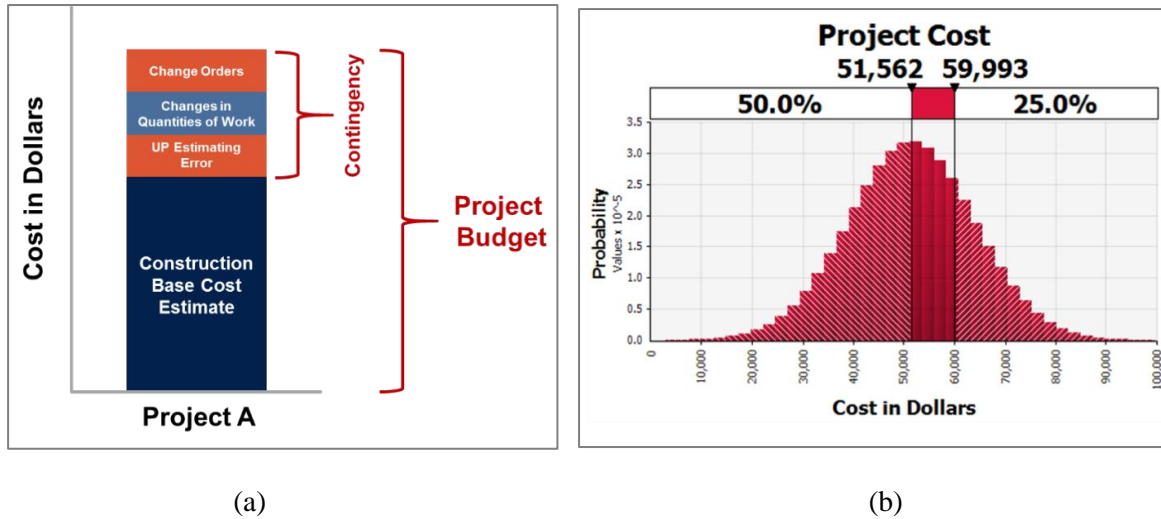 Cost in Dollars
Change Orders
Changes in
Quantities of Work
UP Estimating
Error
Construction
Base Cost
Estimate
Contingency
Project
Budget
Project A
(a)
Project Cost
51,562 59,993
50.0% 25.0%
Probability
Values x 10^-5
3.5
3.0
2.5
2.0
1.5
1.0
0.5
0.0
0
10,000
20,000
30,000
40,000
50,000
60,000
70,000
80,000
90,000
100,000
Cost in Dollars
(b)